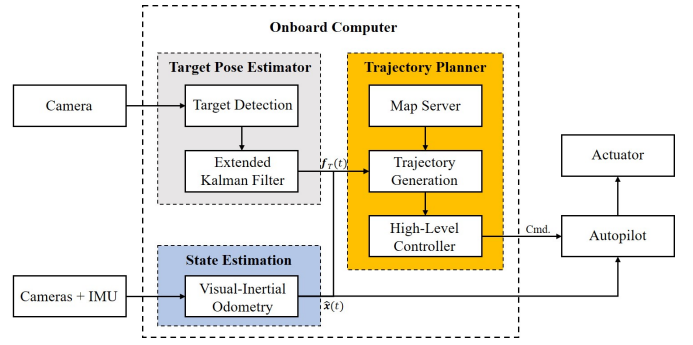 Onboard Computer
Target Pose Estimator
Trajectory Planner
Camera
Target Detection
Map Server
Extended
Kalman Filter
𝒇_T(t)
Trajectory
Generation
Actuator
High-Level
Controller
Cmd.
Autopilot
State Estimation
Cameras + IMU
Visual-Inertial
Odometry
𝒙̂(t)